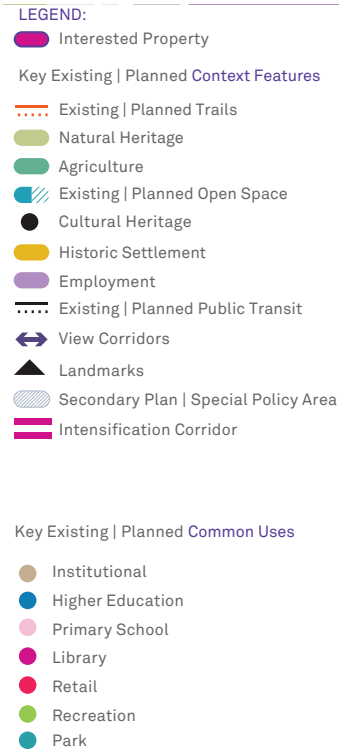 LEGEND:
Interested Property
Key Existing | Planned Context Features
Existing | Planned Trails
Natural Heritage
Agriculture
Existing | Planned Open Space
Cultural Heritage
Historic Settlement
Employment
Existing | Planned Public Transit
View Corridors
Landmarks
Secondary Plan | Special Policy Area
Intensification Corridor
Key Existing | Planned Common Uses
Institutional
Higher Education
Primary School
Library
Retail
Recreation
Park